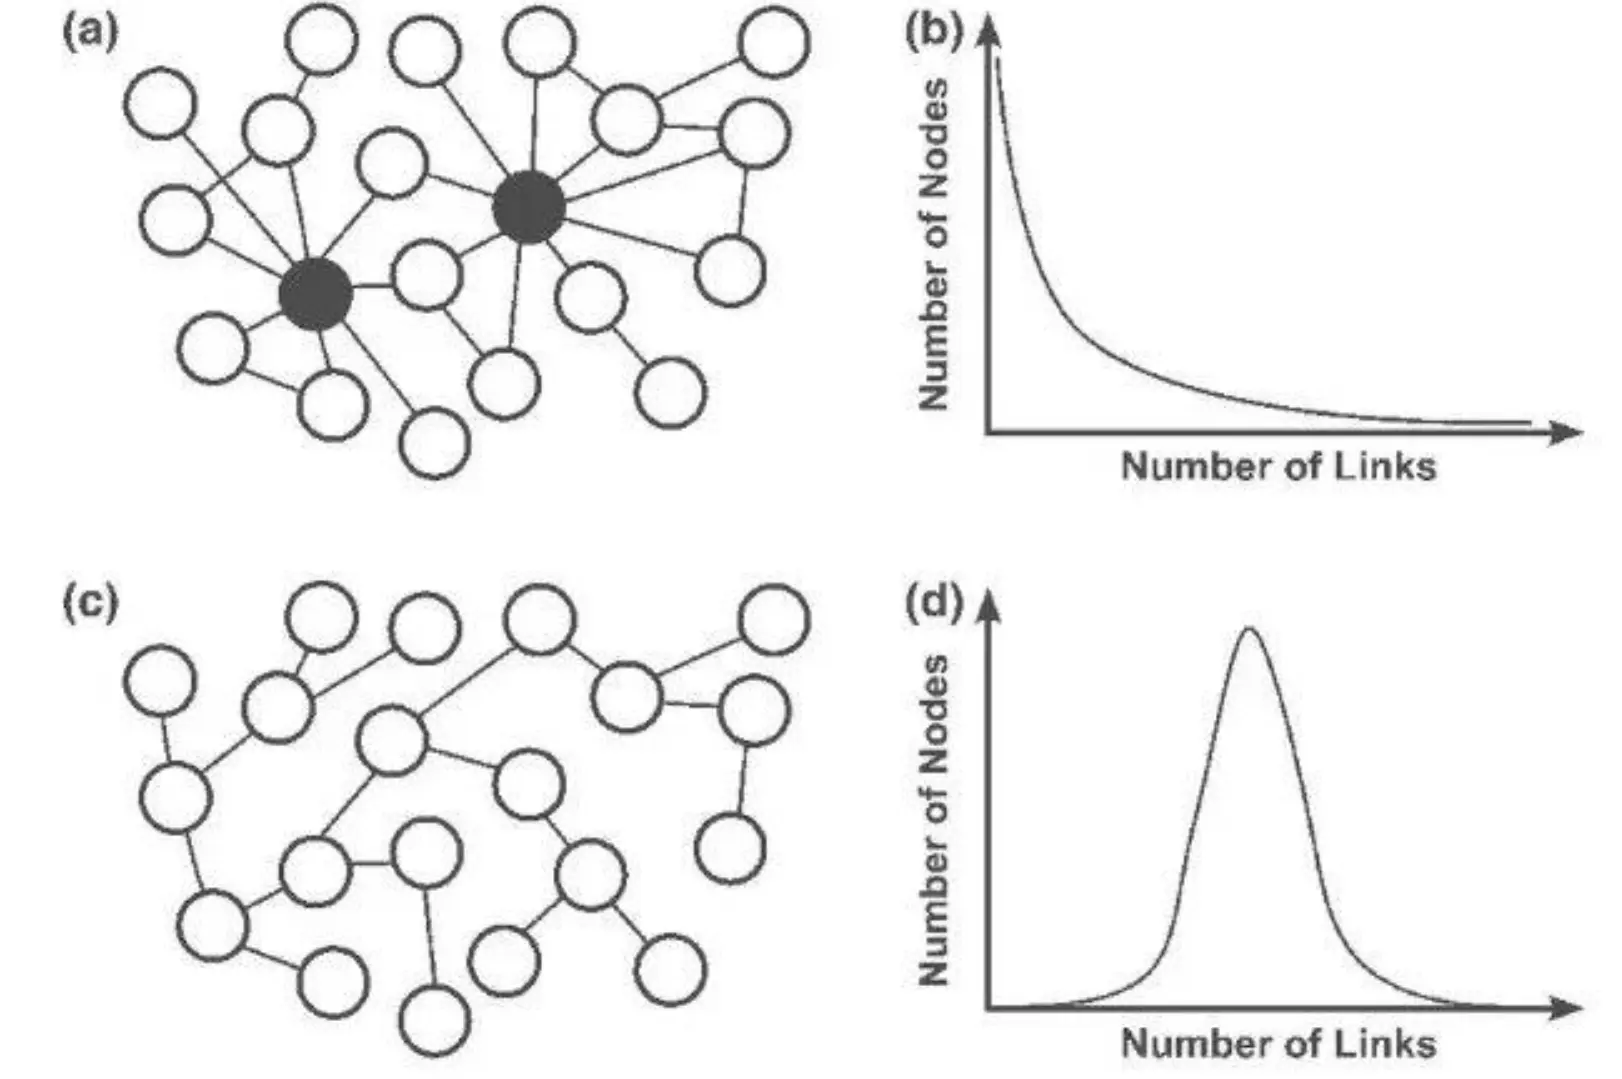 (a)
(b)
Number of Nodes
Number of Links
(c)
(d)
Number of Nodes
Number of Links